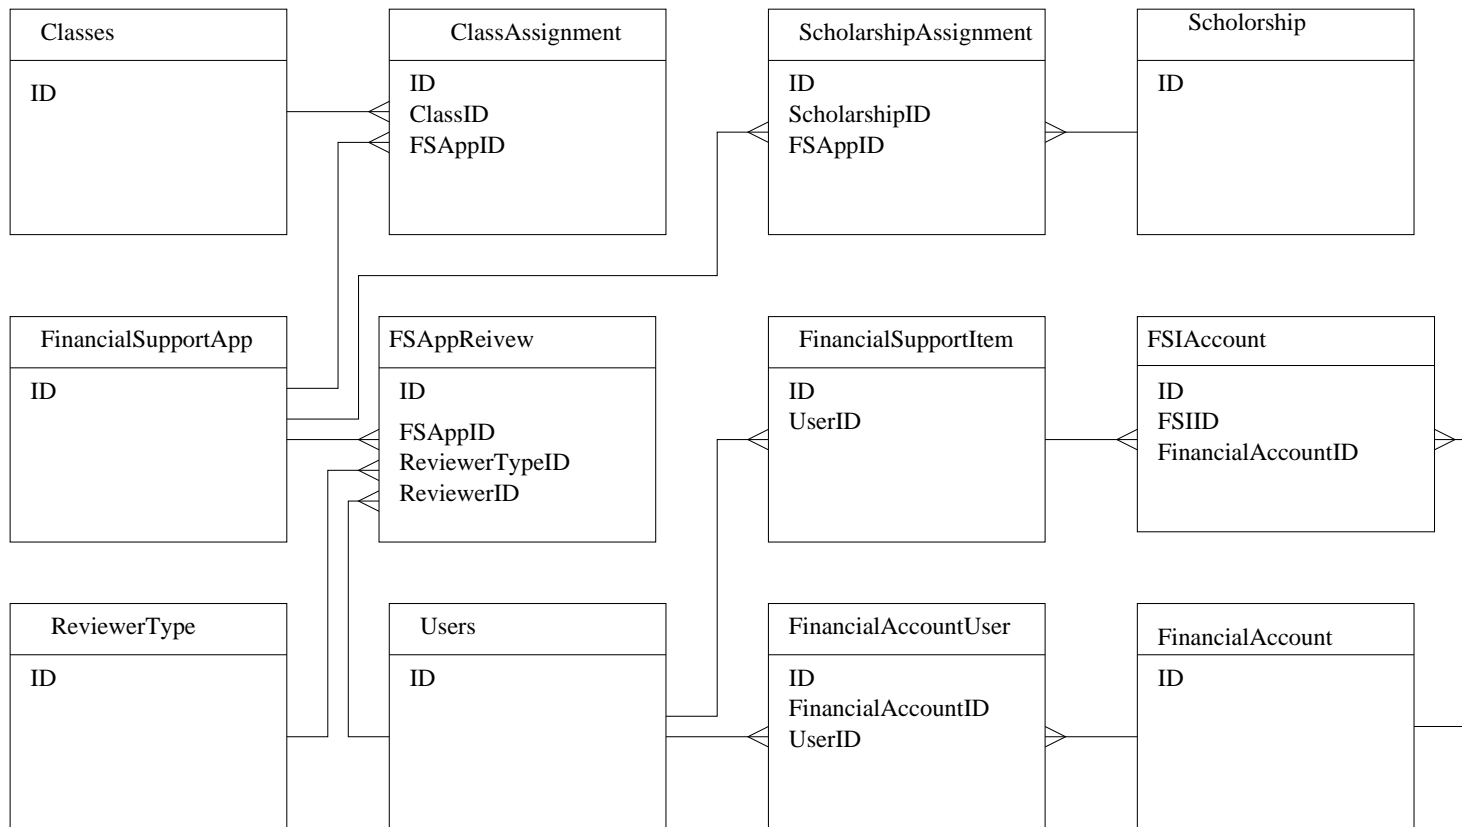 Classes
ID
ClassAssignment
ID
ClassID
FSAppID
ScholarshipAssignment
ID
ScholarshipID
FSAppID
Scholorship
ID
FinancialSupportApp
ID
FSAppReivew
ID
FSAppID
ReviewerTypeID
ReviewerID
FinancialSupportItem
ID
UserID
FSIAccount
ID
FSIID
FinancialAccountID
ReviewerType
ID
Users
ID
FinancialAccountUser
ID
FinancialAccountID
UserID
FinancialAccount
ID